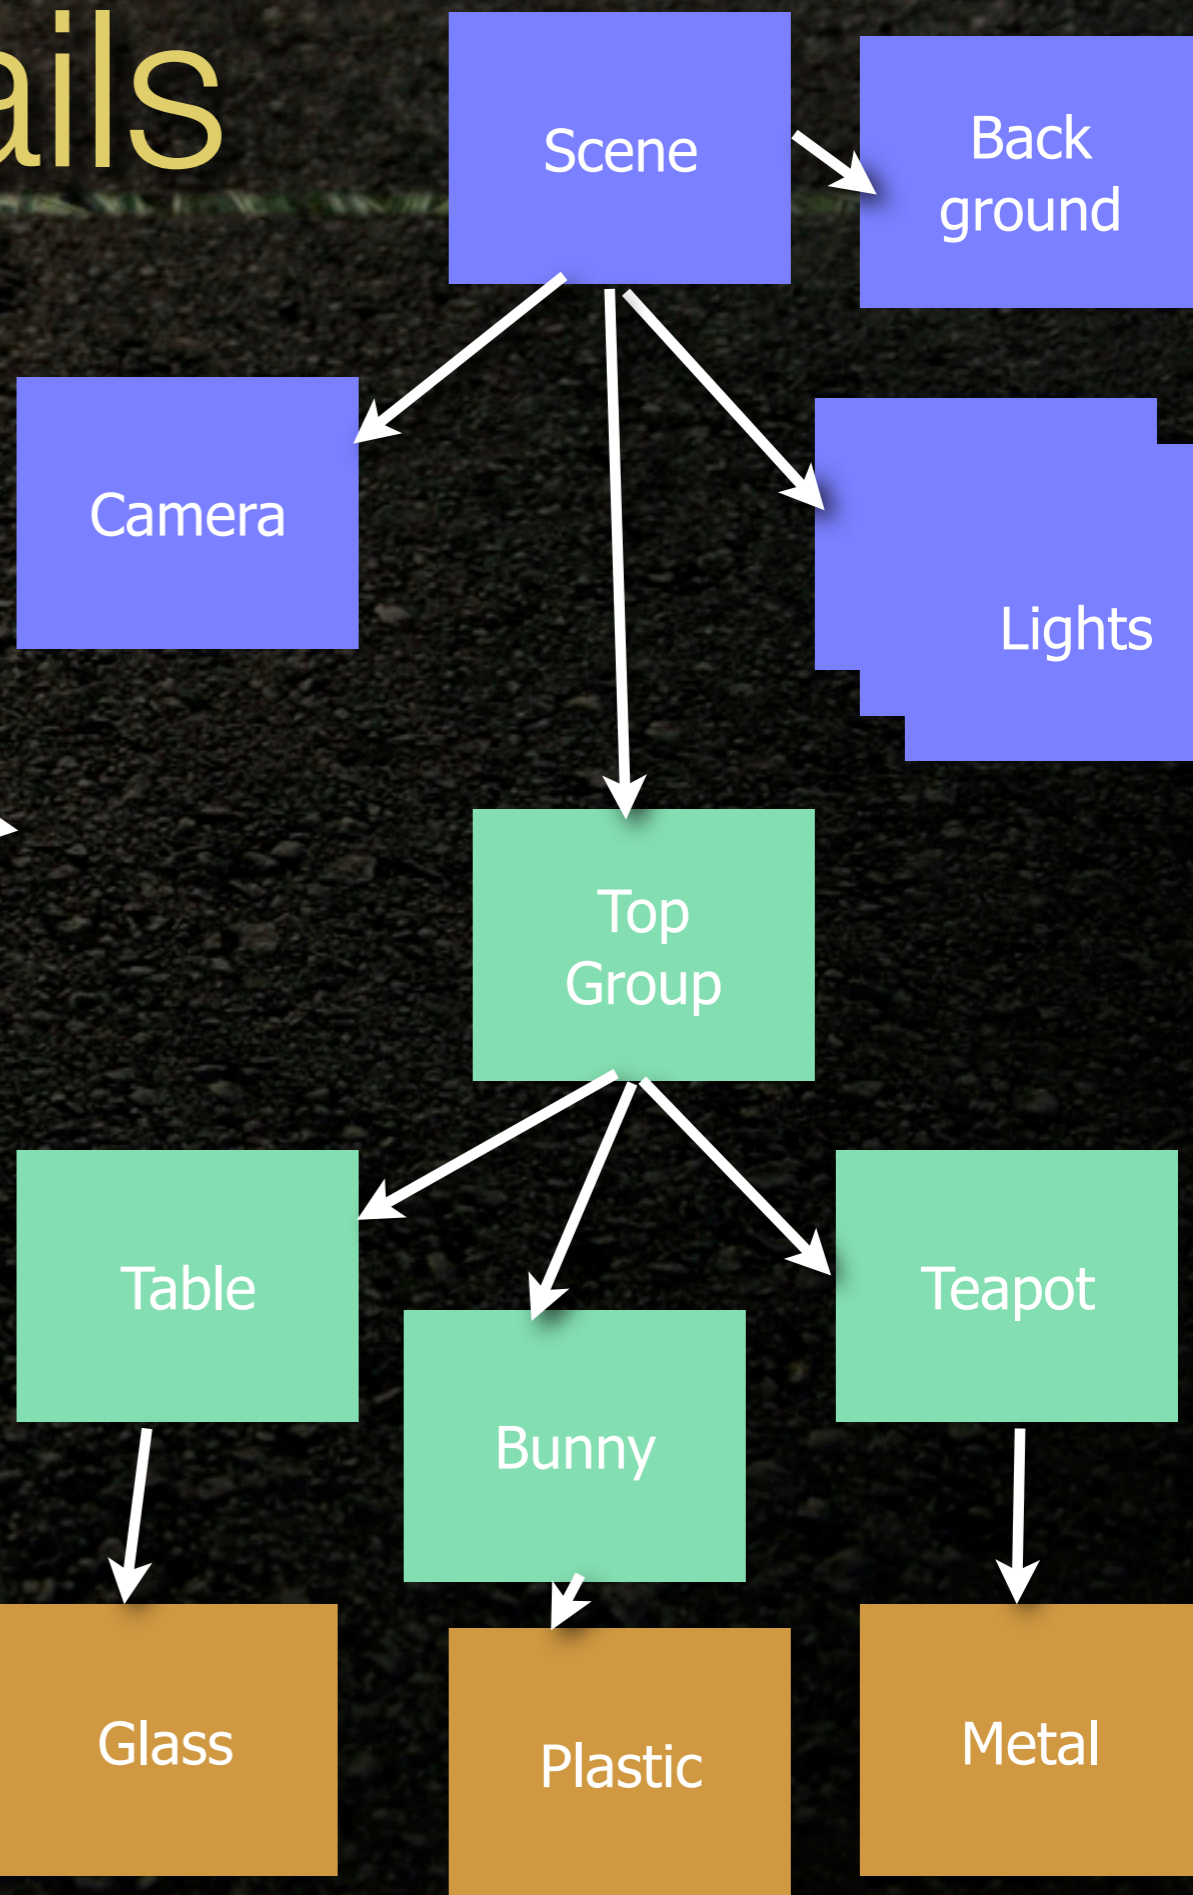 ails
Scene
Back
ground
Camera
Lights
Top
Group
Table
Teapot
Bunny
Glass
Plastic
Metal